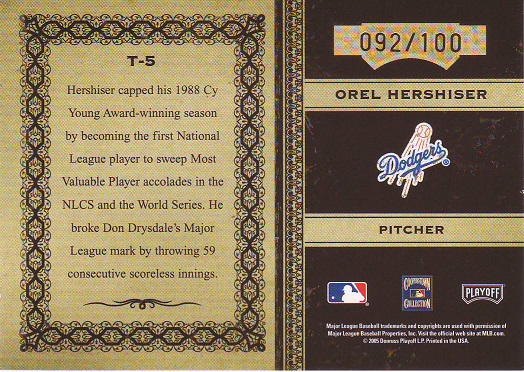 T-5
Hershiser capped his 1988 Cy
Young Award-winning season
by becoming the first National
League player to sweep Most
Valuable Player accolades in the
NLCS and the World Series. He
broke Don Drysdale's Major
League mark by throwing 59
consecutive scoreless innings.
092/100
OREL HERSHISER
Dodgers
PITCHER
COOPERSTOWN
COLLECTION
PLAYOFF
Major League Baseball trademarks and copyrights are used with permission of
Major League Baseball Properties, Inc. Visit the official web site at MLB.com.
© 2005 Donruss Playoff L.P. Printed in the USA.